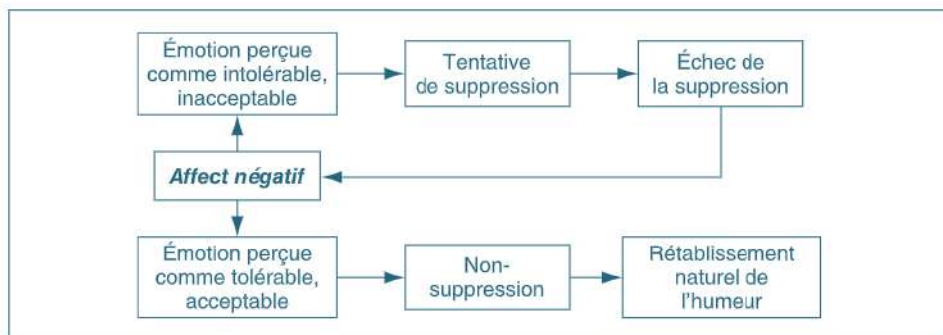 Émotion perçue
comme intolérable,
inacceptable
Tentative
de suppression
Échec de
la suppression
Affect négatif
Émotion perçue
comme tolérable,
acceptable
Non-
suppression
Rétablissement
naturel de
l'humeur